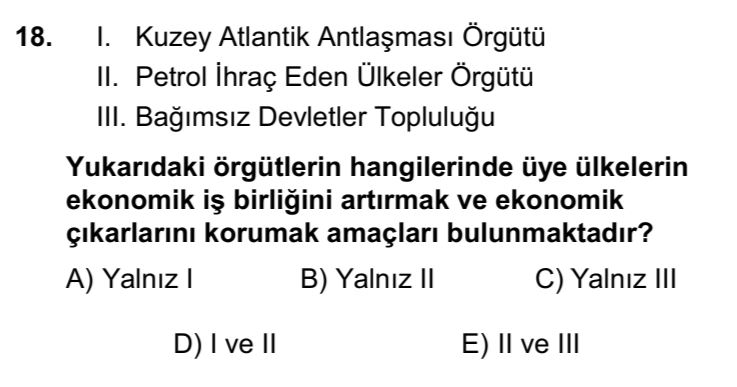 18. I. Kuzey Atlantik Antlaşması Örgütü
II. Petrol İhraç Eden Ülkeler Örgütü
III. Bağımsız Devletler Topluluğu
Yukarıdaki örgütlerin hangilerinde üye ülkelerin
ekonomik iş birliğini artırmak ve ekonomik
çıkarlarını korumak amaçları bulunmaktadır?
A) Yalnız I B) Yalnız II C) Yalnız III
D) I ve II E) II ve III